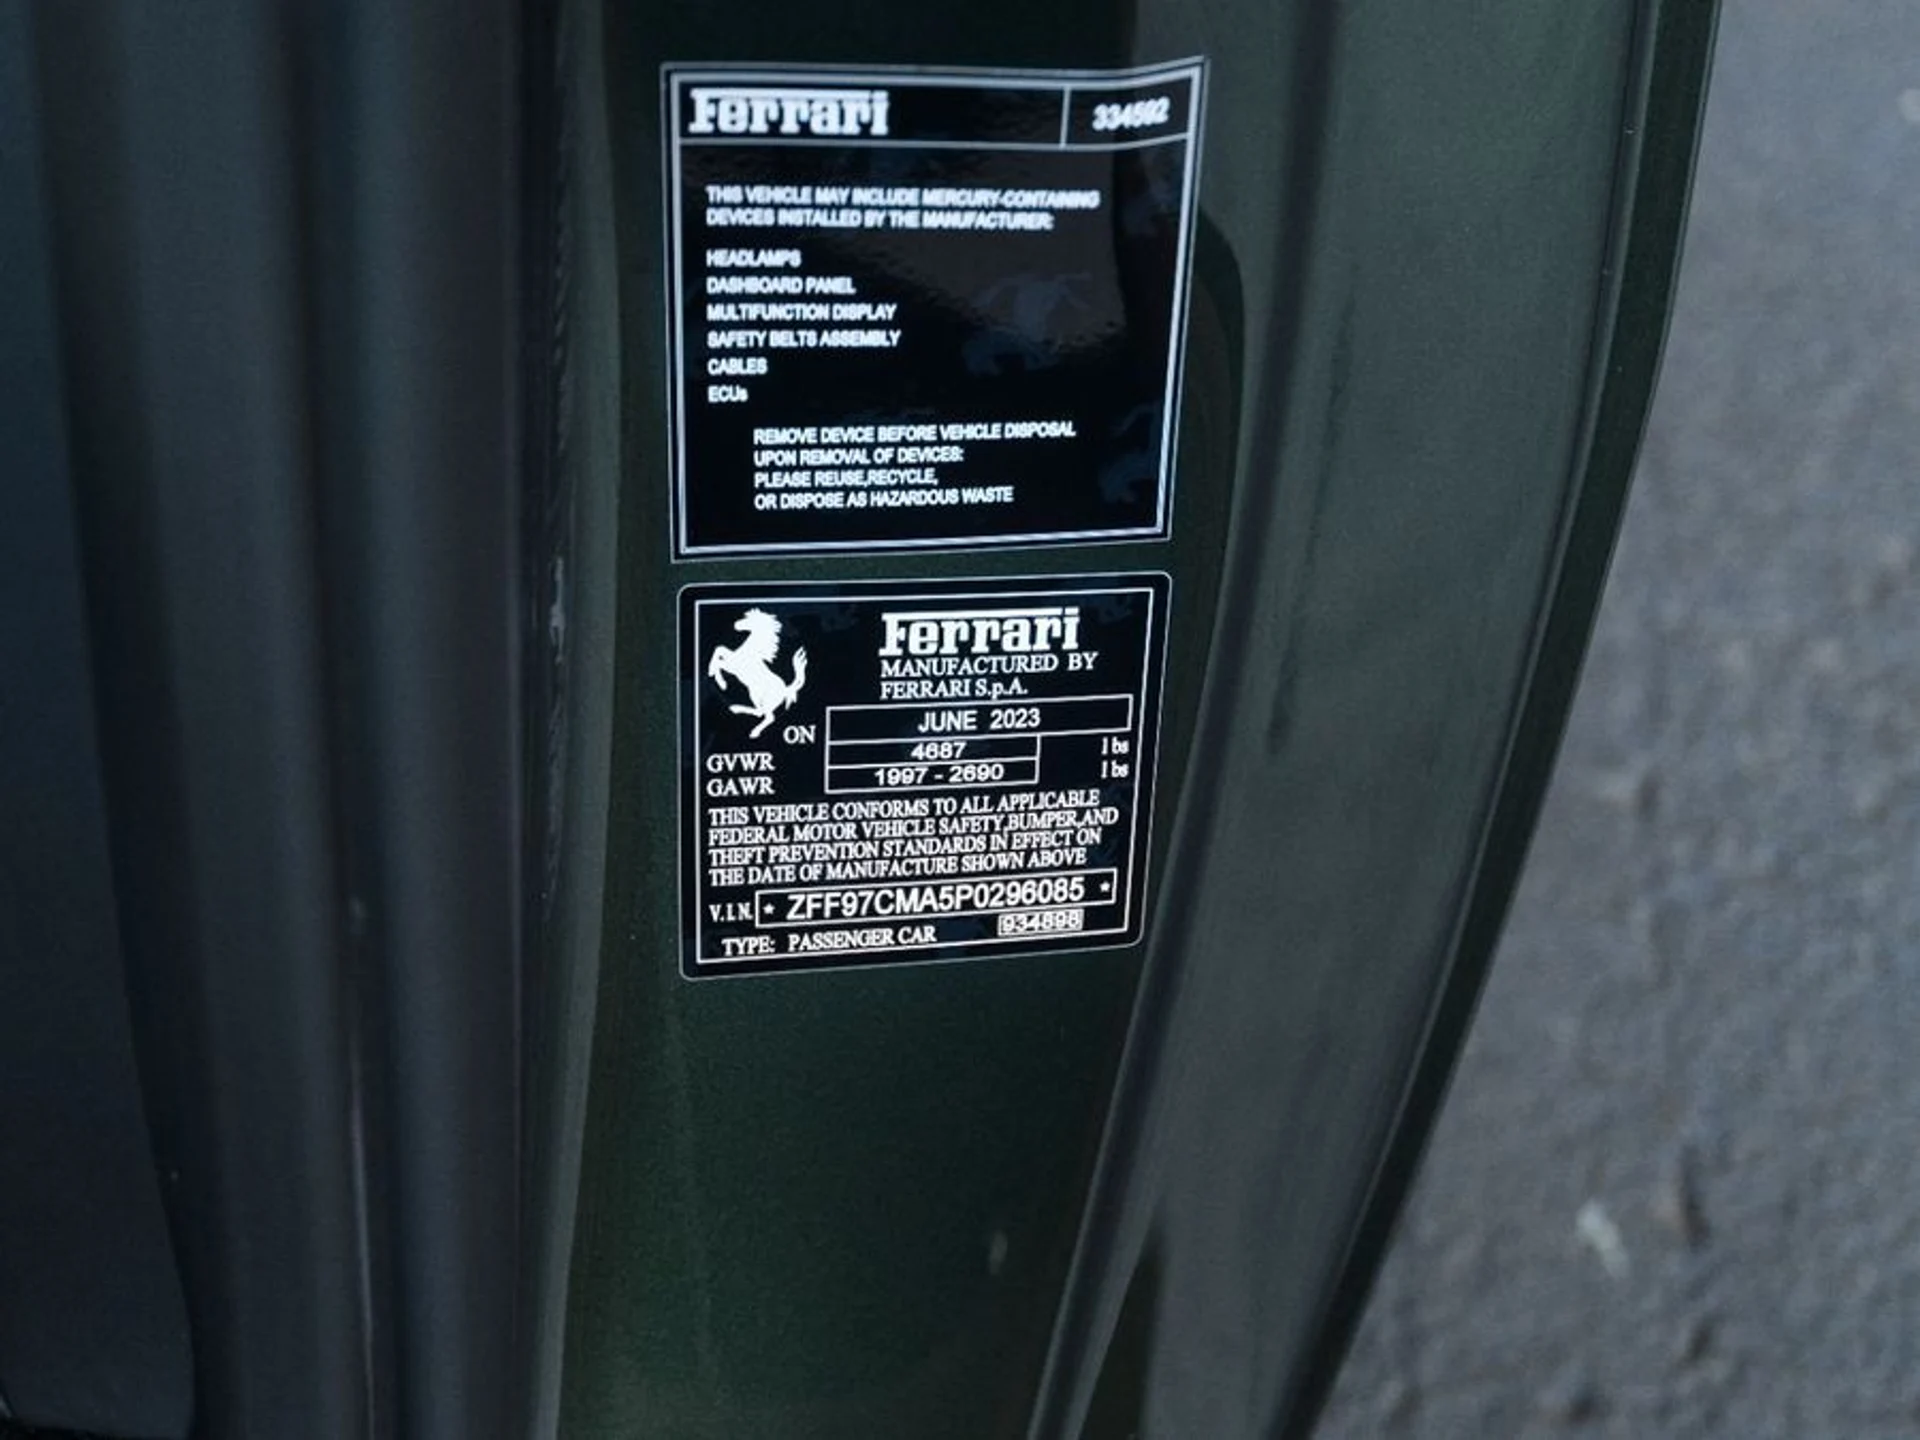 Ferrari 334592
THIS VEHICLE MAY INCLUDE MERCURY-CONTAINING
DEVICES INSTALLED BY THE MANUFACTURER:
HEADLAMPS
DASHBOARD PANEL
MULTIFUNCTION DISPLAY
SAFETY BELTS ASSEMBLY
CABLES
ECUs
REMOVE DEVICE BEFORE VEHICLE DISPOSAL
UPON REMOVAL OF DEVICES:
PLEASE REUSE,RECYCLE,
OR DISPOSE AS HAZARDOUS WASTE
Ferrari
MANUFACTURED BY
FERRARI S.p.A.
ON JUNE 2023
GVWR 4687 lbs
GAWR 1997 - 2690 lbs
THIS VEHICLE CONFORMS TO ALL APPLICABLE
FEDERAL MOTOR VEHICLE SAFETY,BUMPER,AND
THEFT PREVENTION STANDARDS IN EFFECT ON
THE DATE OF MANUFACTURE SHOWN ABOVE
V.I.N. * ZFF97CMA5P0296085 *
934898
TYPE: PASSENGER CAR